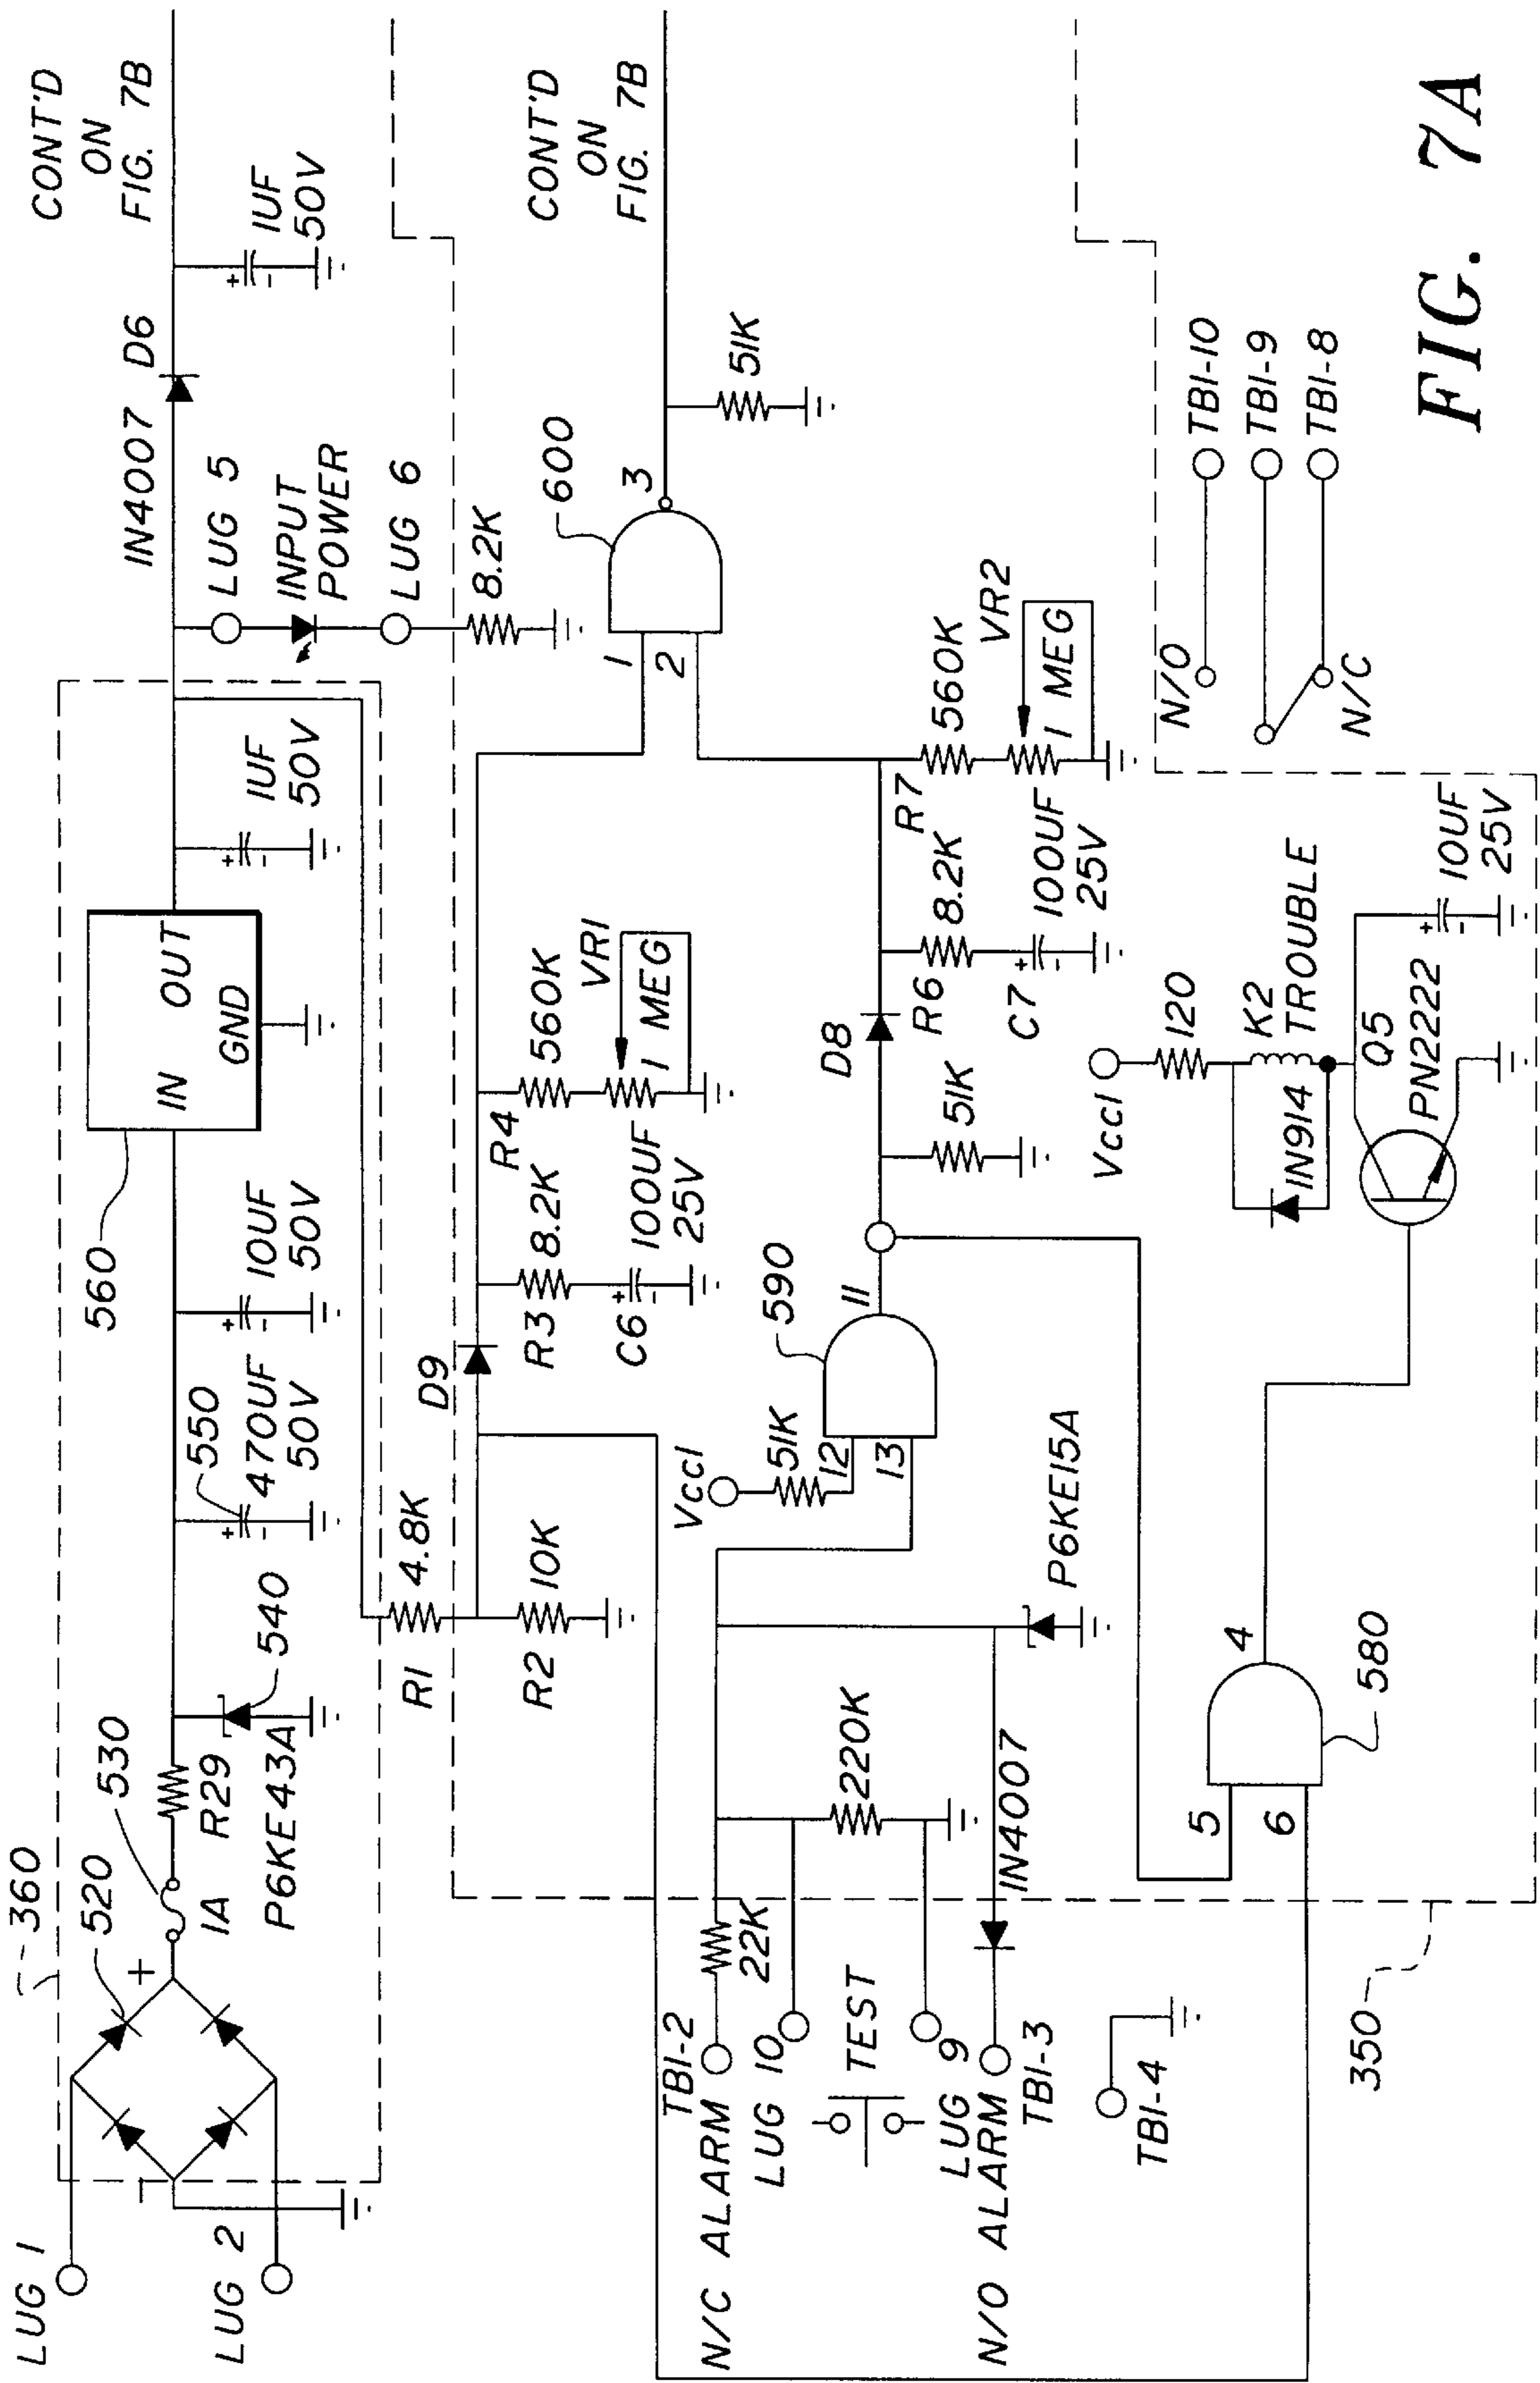 LUG 1
LUG 2
360
520
530
1A
R29
P6KE43A
540
550
470UF
50V
10UF
50V
560
IN
OUT
GND
1UF
50V
IN4007
D6
1UF
50V
CONT'D
ON
FIG. 7B
LUG 5
INPUT
POWER
LUG 6
8.2K
R1
4.8K
R2
10K
D9
R3
8.2K
C6
100UF
25V
R4
560K
VR1
1 MEG
600
1
2
3
51K
CONT'D
ON
FIG. 7B
TB1-2
N/C ALARM
22K
LUG 10
TEST
LUG 9
N/O ALARM
TB1-3
TB1-4
220K
IN4007
P6KE15A
Vcc1
51K
12
13
11
590
D8
51K
R6
8.2K
C7
100UF
25V
R7
560K
VR2
1 MEG
5
6
4
580
350
Vcc1
120
K2
TROUBLE
IN914
Q5
PN2222
10UF
25V
N/O
N/C
TB1-10
TB1-9
TB1-8
FIG. 7A
+
−